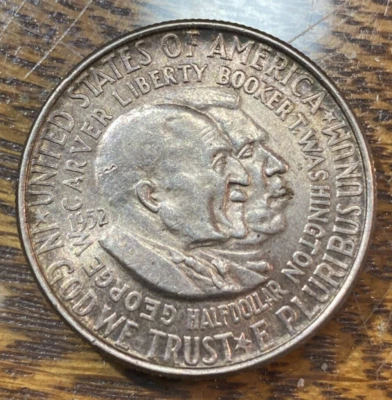 UNITED STATES OF AMERICA ★ E PLURIBUS UNUM ★ IN GOD WE TRUST ★
GEORGE W. CARVER LIBERTY BOOKER T. WASHINGTON
1952
HALF DOLLAR